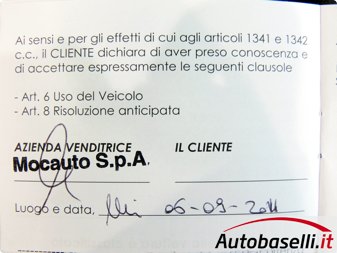 Ai sensi e per gli effetti di cui agli articoli 1341 e 1342
c.c., il CLIENTE dichiara di aver preso conoscenza e
di accettare espressamente le seguenti clausole
- Art. 6 Uso del Veicolo
- Art. 8 Risoluzione anticipata
AZIENDA VENDITRICE IL CLIENTE
Mocauto S.p.A.
Luogo e data, 06-09-2011
Autobaselli.it